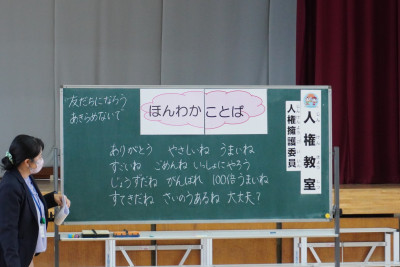 友だちになろう
あきらめないで
ほんわか ことば
人権教室
人権擁護委員
ありがとう やさしいね うまいね
すごいね ごめんね いっしょにやろう
じょうずだね がんばれ 100倍うまいね
すてきだね さいのうあるね 大丈夫?